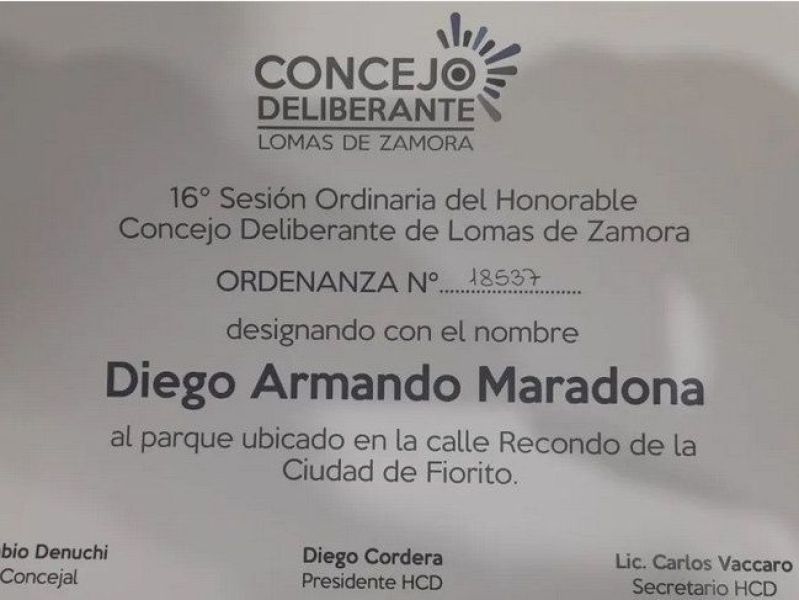 CONCEJO
DELIBERANTE
LOMAS DE ZAMORA
16° Sesión Ordinaria del Honorable
Concejo Deliberante de Lomas de Zamora
ORDENANZA N°....18537....
designando con el nombre
Diego Armando Maradona
al parque ubicado en la calle Recondo de la
Ciudad de Fiorito.
bio Denuchi
Concejal
Diego Cordera
Presidente HCD
Lic. Carlos Vaccaro
Secretario HCD